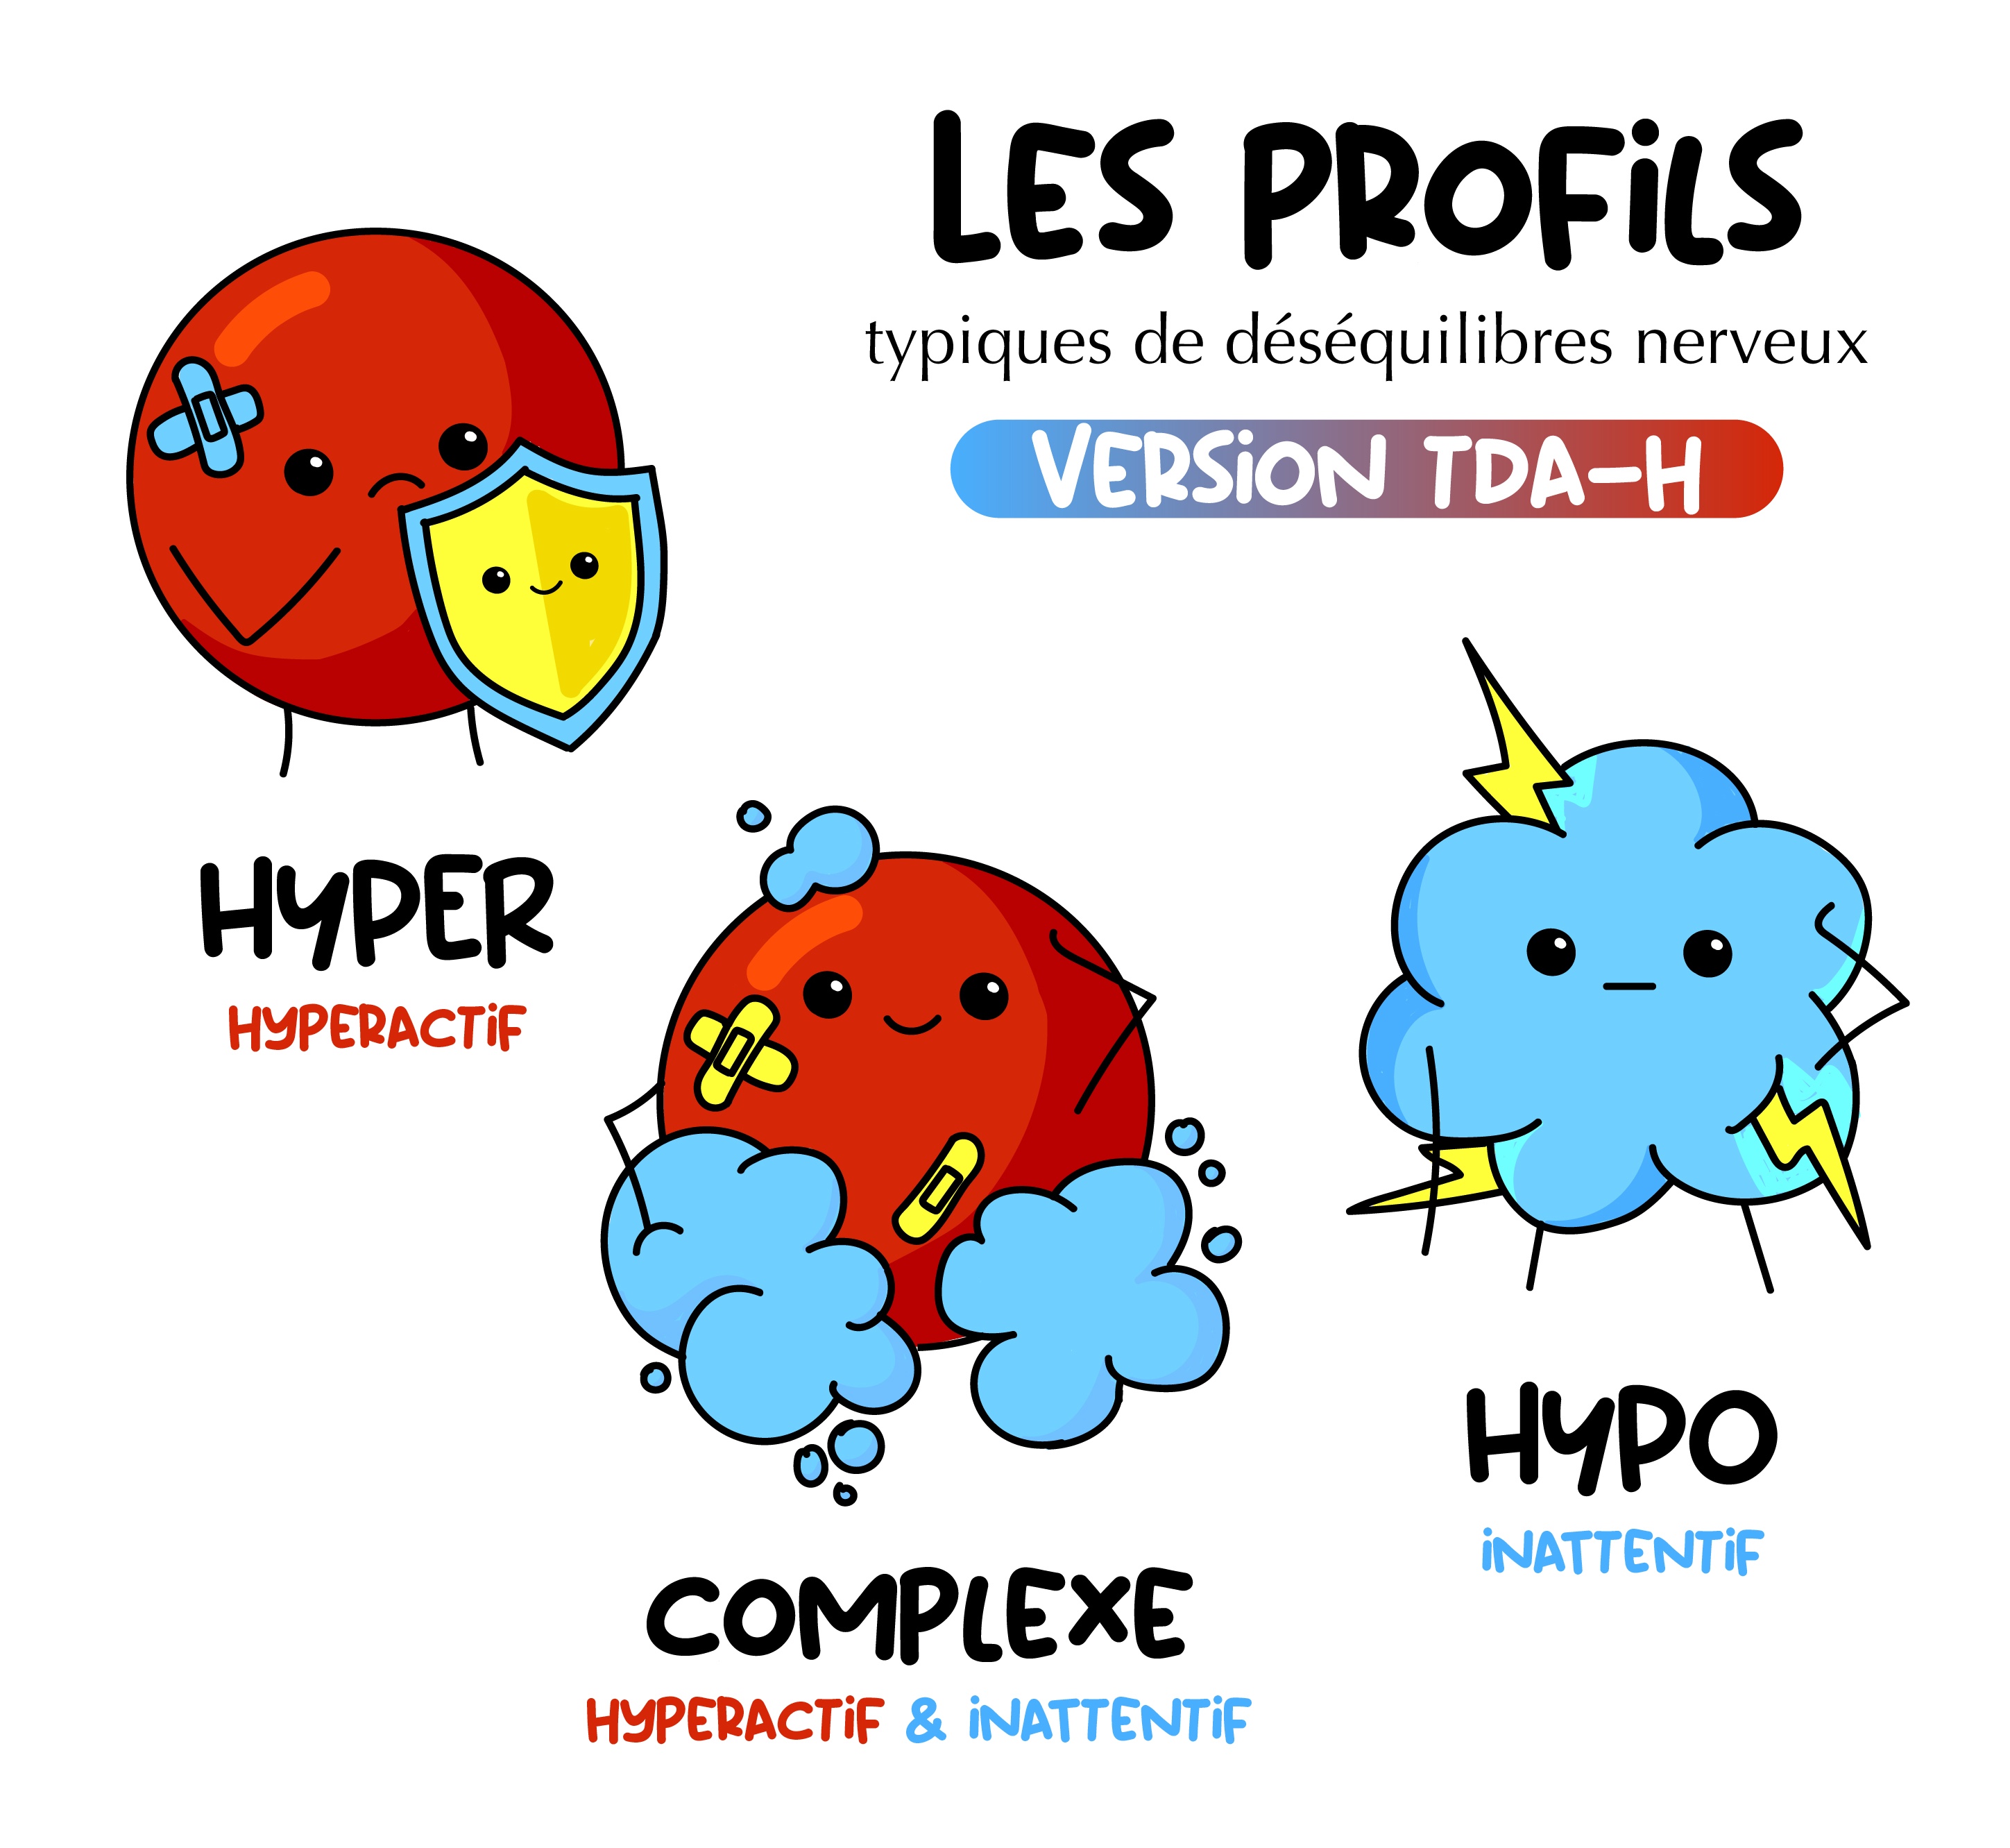 LES PROFiLS
typiques de déséquilibres nerveux
VERSiON TDA-H
HYPER
HYPERACTiF
HYPO
iNATTENTiF
COMPLEXE
HYPERACTiF & iNATTENTiF